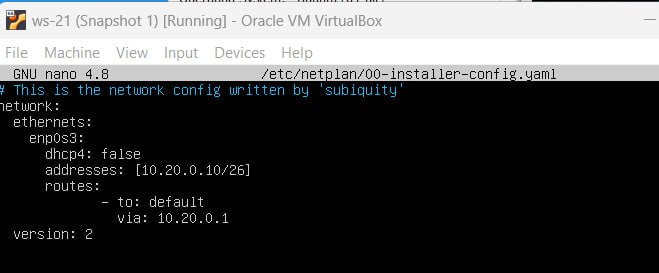 ws-21 (Snapshot 1) [Running] - Oracle VM VirtualBox
File Machine View Input Devices Help
GNU nano 4.8 /etc/netplan/00-installer-config.yaml
# This is the network config written by 'subiquity'
network:
  ethernets:
    enp0s3:
      dhcp4: false
      addresses: [10.20.0.10/26]
      routes:
             - to: default
               via: 10.20.0.1
  version: 2